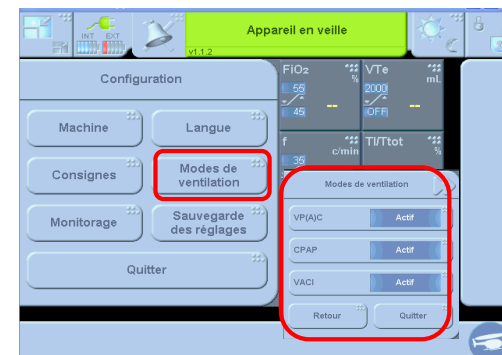 INT EXT
Appareil en veille
v1.1.2
Configuration
Machine
Langue
Consignes
Modes de
ventilation
Monitorage
Sauvegarde
des réglages
Quitter
FiO2 %
55
45
--
VTe mL
2000
OFF
--
f c/min
35
TI/Ttot %
Modes de ventilation
VP(A)C Actif
CPAP Actif
VACI Actif
Retour
Quitter